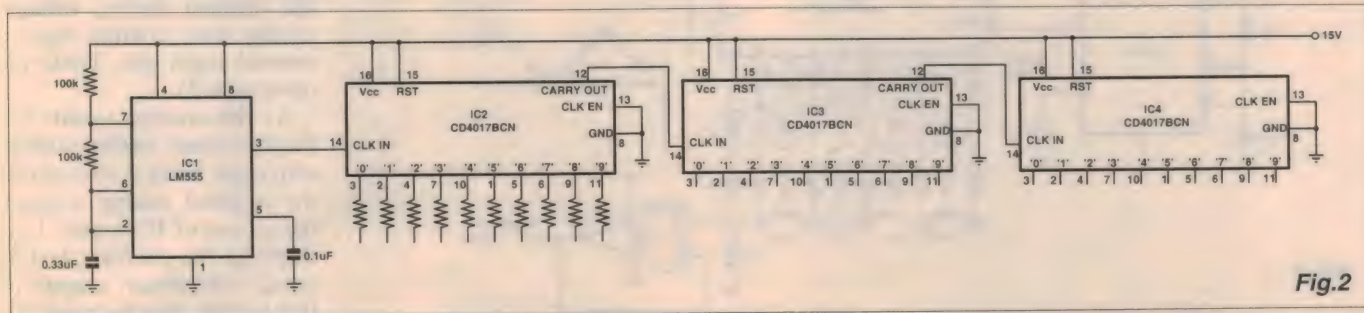 15V
100k
100k
4
8
7
6
2
3
5
1
IC1
LM555
0.33uF
0.1uF
16
15
12
Vcc
RST
CARRY OUT
CLK EN
13
IC2
CD4017BCN
GND
8
14
CLK IN
'0' '1' '2' '3' '4' '5' '6' '7' '8' '9'
3 2 4 7 10 1 5 6 9 11
16
15
12
Vcc
RST
CARRY OUT
CLK EN
13
IC3
CD4017BCN
GND
8
14
CLK IN
'0' '1' '2' '3' '4' '5' '6' '7' '8' '9'
3 2 4 7 10 1 5 6 9 11
16
15
Vcc
RST
CLK EN
13
IC4
CD4017BCN
GND
8
14
CLK IN
'0' '1' '2' '3' '4' '5' '6' '7' '8' '9'
3 2 4 7 10 1 5 6 9 11
Fig.2